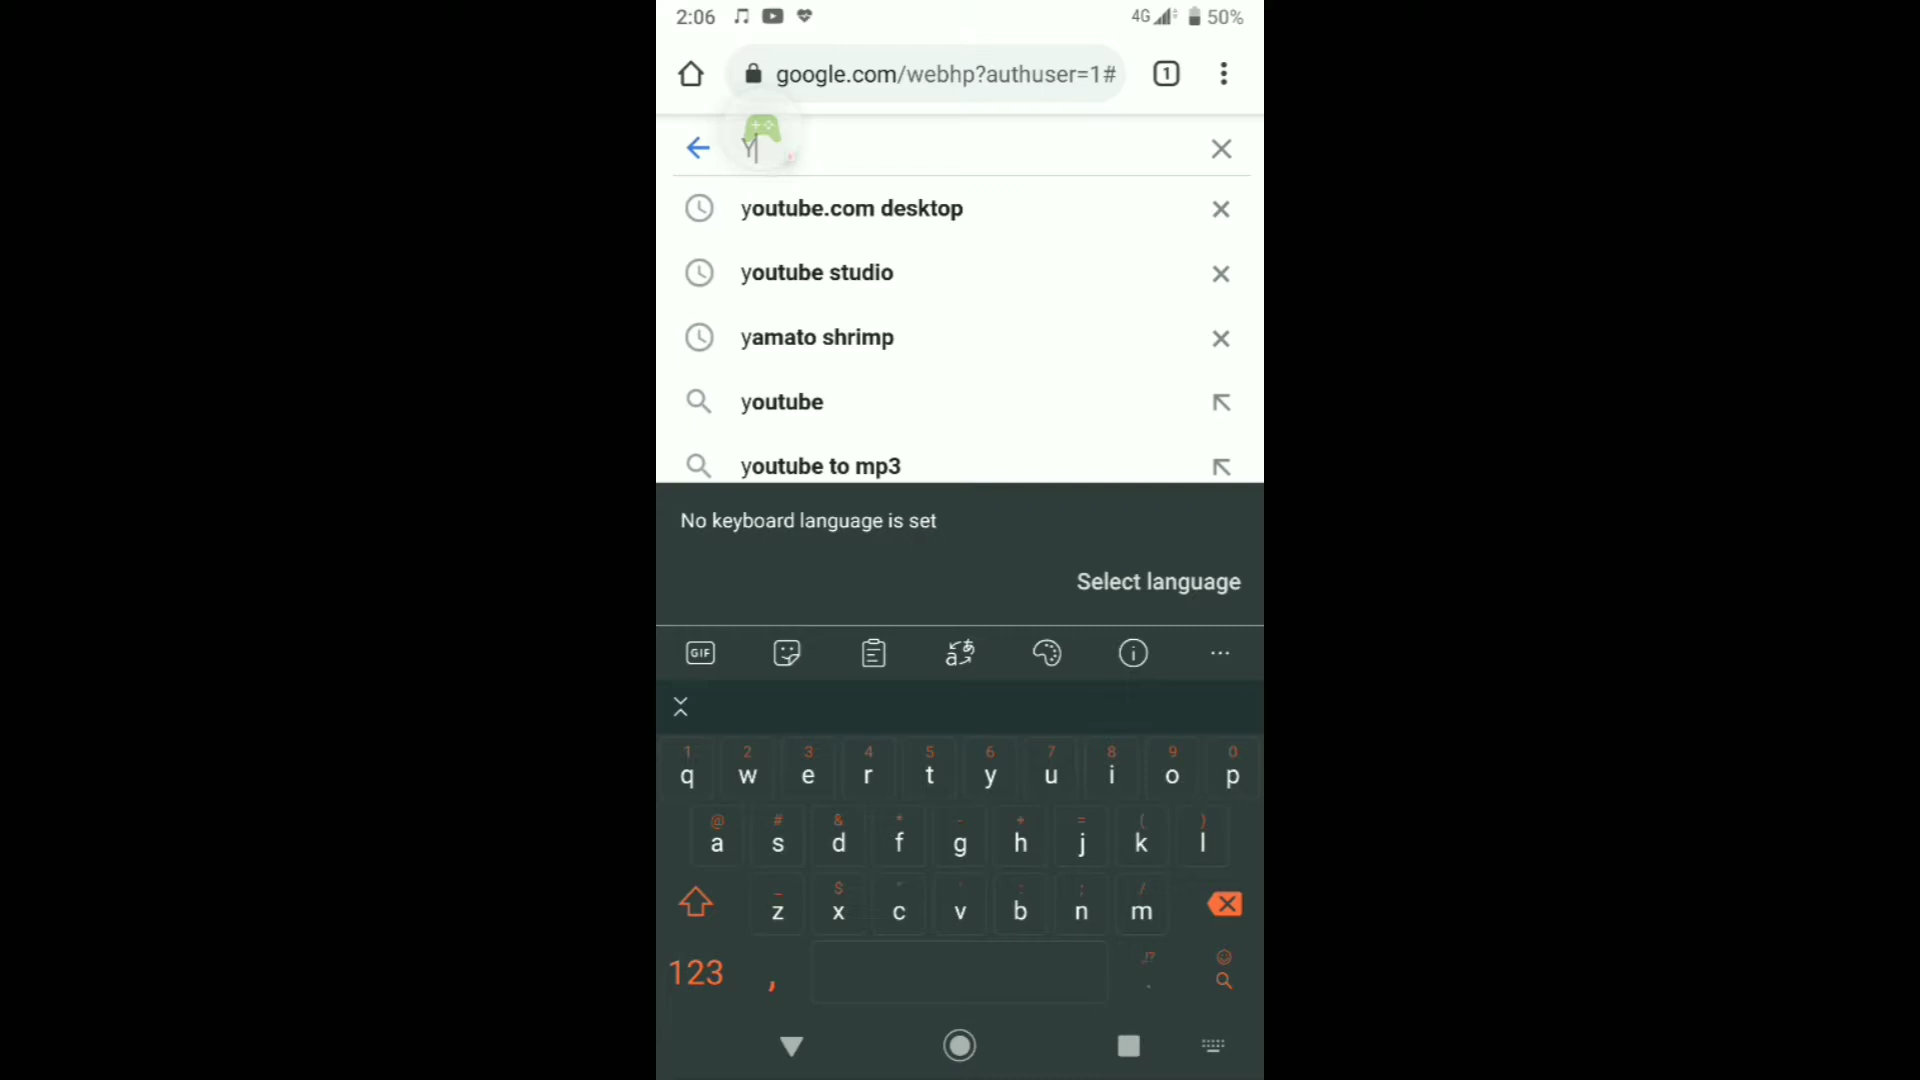 2:06 4G 50%
google.com/webhp?authuser=1# 1
Y
youtube.com desktop
youtube studio
yamato shrimp
youtube
youtube to mp3
No keyboard language is set
Select language
GIF aあ
1 2 3 4 5 6 7 8 9 0
q w e r t y u i o p
@ # & * - + = ( )
a s d f g h j k l
_ $ " ' : ; /
z x c v b n m
!?
123 , .